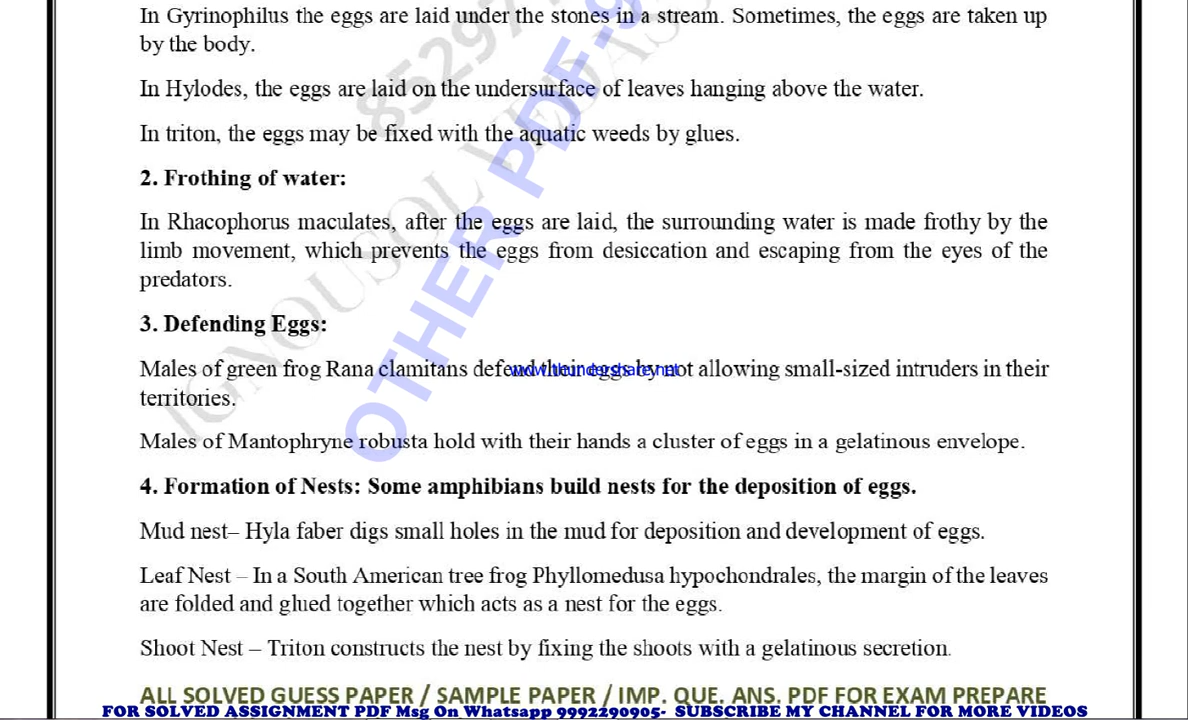 In Gyrinophilus the eggs are laid under the stones in a stream. Sometimes, the eggs are taken up
by the body.
In Hylodes, the eggs are laid on the undersurface of leaves hanging above the water.
In triton, the eggs may be fixed with the aquatic weeds by glues.
2. Frothing of water:
In Rhacophorus maculates, after the eggs are laid, the surrounding water is made frothy by the
limb movement, which prevents the eggs from desiccation and escaping from the eyes of the
predators.
3. Defending Eggs:
Males of green frog Rana clamitans defend their eggs by not allowing small-sized intruders in their
territories.
Males of Mantophryne robusta hold with their hands a cluster of eggs in a gelatinous envelope.
4. Formation of Nests: Some amphibians build nests for the deposition of eggs.
Mud nest– Hyla faber digs small holes in the mud for deposition and development of eggs.
Leaf Nest – In a South American tree frog Phyllomedusa hypochondrales, the margin of the leaves
are folded and glued together which acts as a nest for the eggs.
Shoot Nest – Triton constructs the nest by fixing the shoots with a gelatinous secretion.
ALL SOLVED GUESS PAPER / SAMPLE PAPER / IMP. QUE. ANS. PDF FOR EXAM PREPARE
FOR SOLVED ASSIGNMENT PDF Msg On Whatsapp 9992290905- SUBSCRIBE MY CHANNEL FOR MORE VIDEOS
OTHER PDF-9
85297
IGNOUSOL